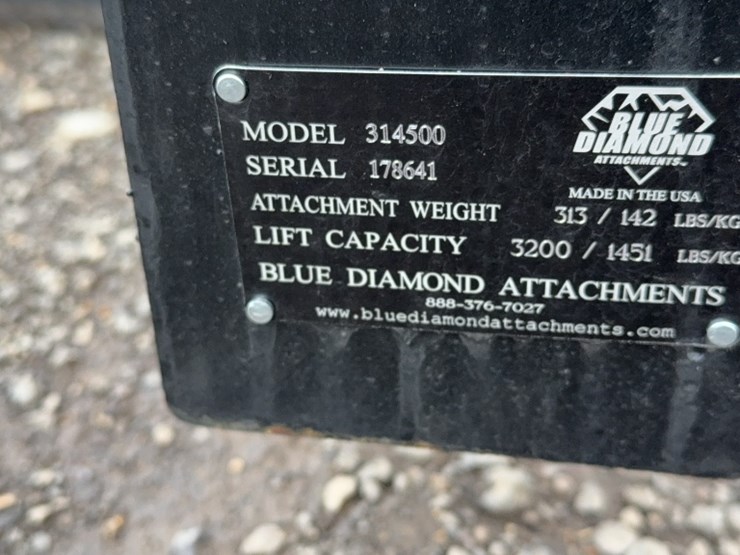 BLUE
DIAMOND
ATTACHMENTS
MADE IN THE USA
MODEL 314500
SERIAL 178641
ATTACHMENT WEIGHT 313 / 142 LBS/KG
LIFT CAPACITY 3200 / 1451 LBS/KG
BLUE DIAMOND ATTACHMENTS
888-376-7027
www.bluediamondattachments.com